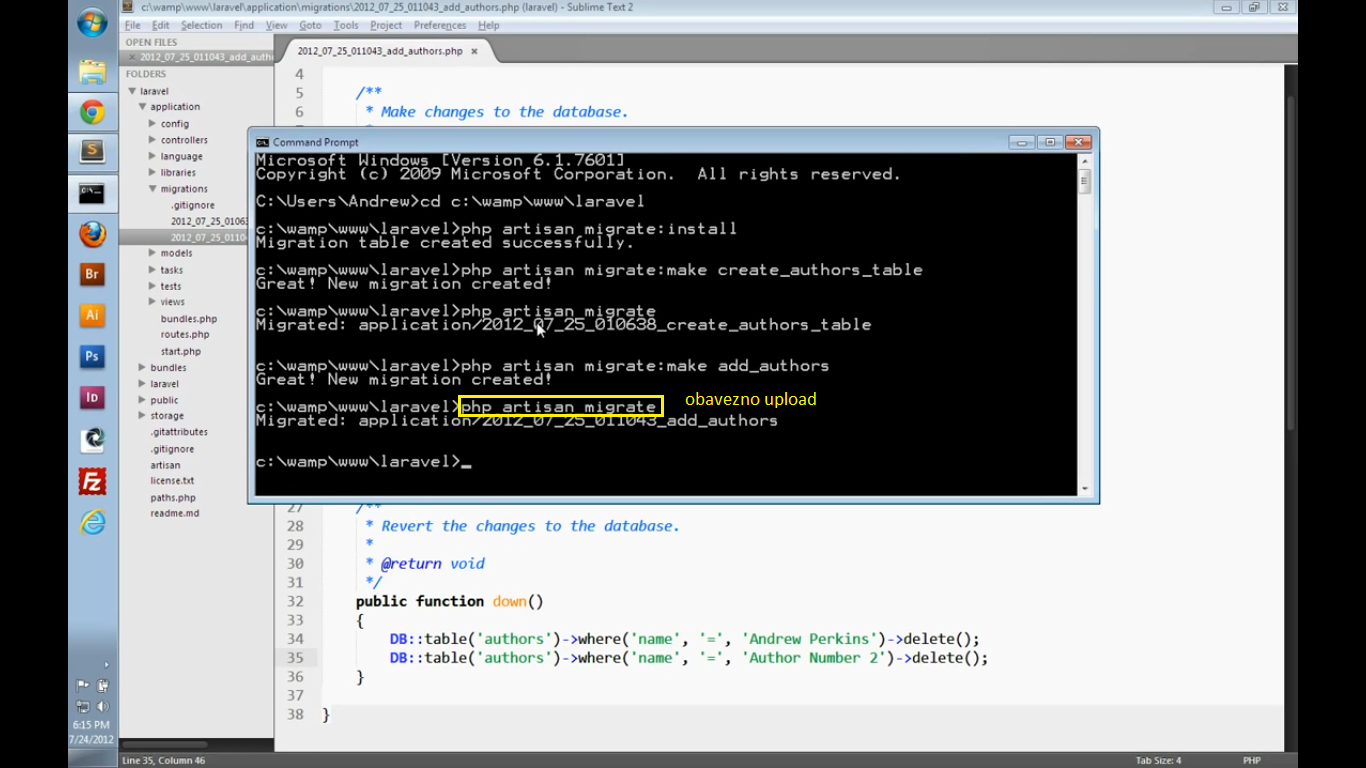 c:\wamp\www\laravel\application\migrations\2012_07_25_011043_add_authors.php (laravel) - Sublime Text 2
File Edit Selection Find View Goto Tools Project Preferences Help
OPEN FILES
2012_07_25_011043_add_auth
FOLDERS
laravel
application
config
controllers
language
libraries
migrations
.gitignore
2012_07_25_0106
2012_07_25_0110
models
tasks
tests
views
bundles.php
routes.php
start.php
bundles
laravel
public
storage
.gitattributes
.gitignore
artisan
license.txt
paths.php
readme.md
2012_07_25_011043_add_authors.php
4
5 /**
6 * Make changes to the database.
Command Prompt
Microsoft Windows [Version 6.1.7601]
Copyright (c) 2009 Microsoft Corporation. All rights reserved.
C:\Users\Andrew>cd c:\wamp\www\laravel
c:\wamp\www\laravel>php artisan migrate:install
Migration table created successfully.
c:\wamp\www\laravel>php artisan migrate:make create_authors_table
Great! New migration created!
c:\wamp\www\laravel>php artisan migrate
Migrated: application/2012_07_25_010638_create_authors_table
c:\wamp\www\laravel>php artisan migrate:make add_authors
Great! New migration created!
c:\wamp\www\laravel>php artisan migrate obavezno upload
Migrated: application/2012_07_25_011043_add_authors
c:\wamp\www\laravel>_
27 /**
28 * Revert the changes to the database.
29 *
30 * @return void
31 */
32 public function down()
33 {
34 DB::table('authors')->where('name', '=', 'Andrew Perkins')->delete();
35 DB::table('authors')->where('name', '=', 'Author Number 2')->delete();
36 }
37
38 }
Br
Ai
Ps
ID
Fz
6:15 PM
7/24/2012
Line 35, Column 46
Tab Size: 4
PHP